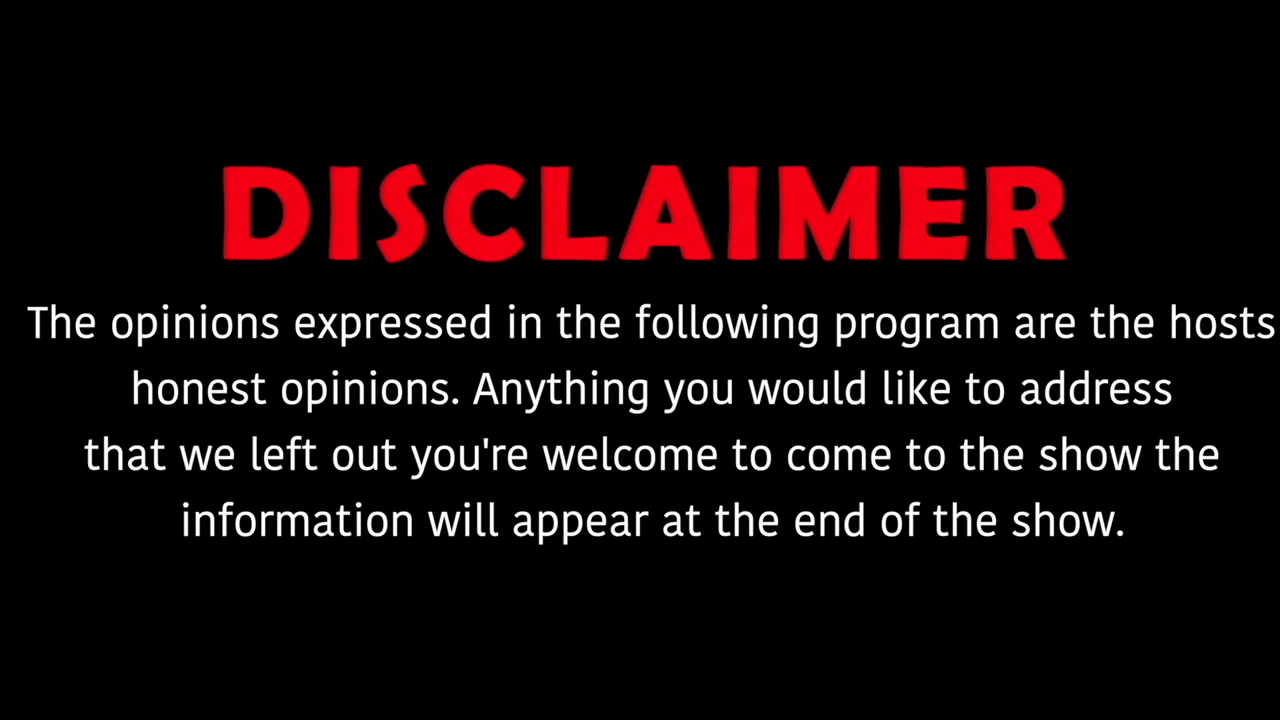 DISCLAIMER
The opinions expressed in the following program are the hosts
honest opinions. Anything you would like to address
that we left out you're welcome to come to the show the
information will appear at the end of the show.